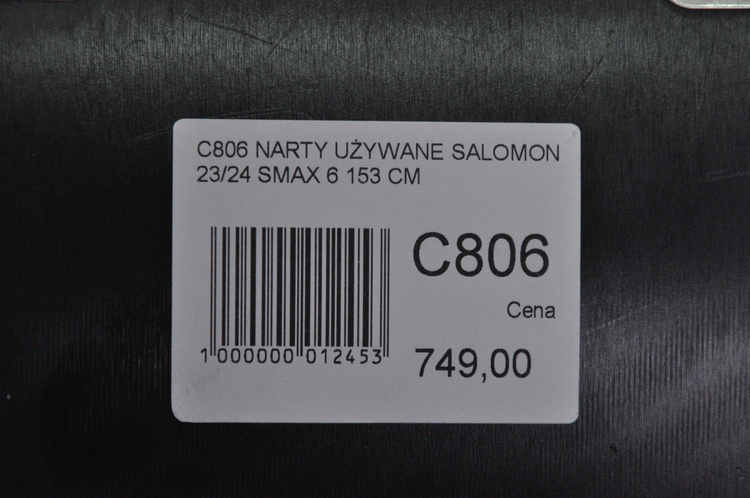 C806 NARTY UŻYWANE SALOMON
23/24 SMAX 6 153 CM
C806
Cena
1 000000 012453
749,00